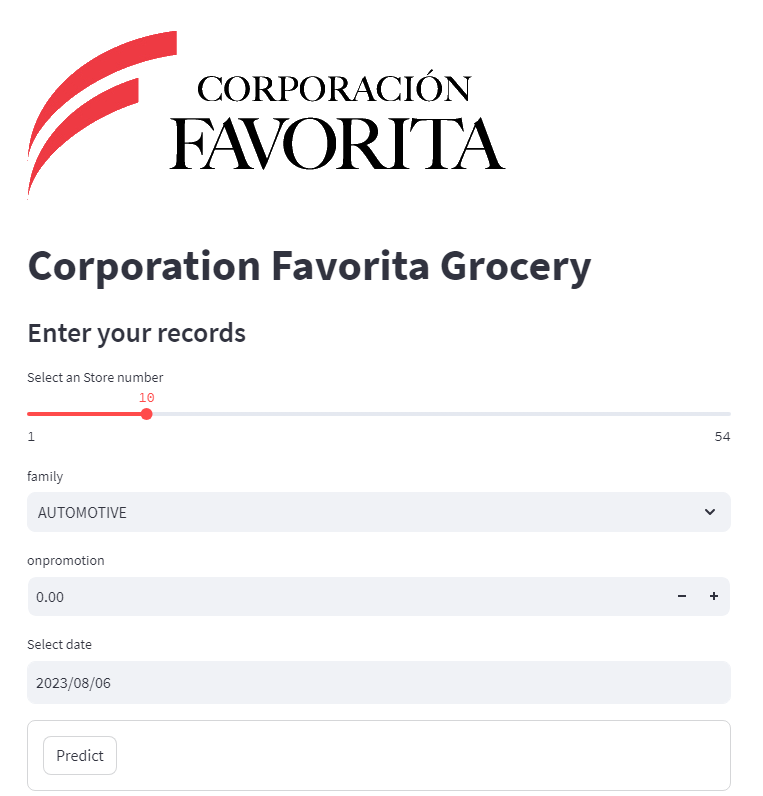 CORPORACIÓN
FAVORITA
Corporation Favorita Grocery
Enter your records
Select an Store number
10
1 54
family
AUTOMOTIVE
onpromotion
0.00 − +
Select date
2023/08/06
Predict